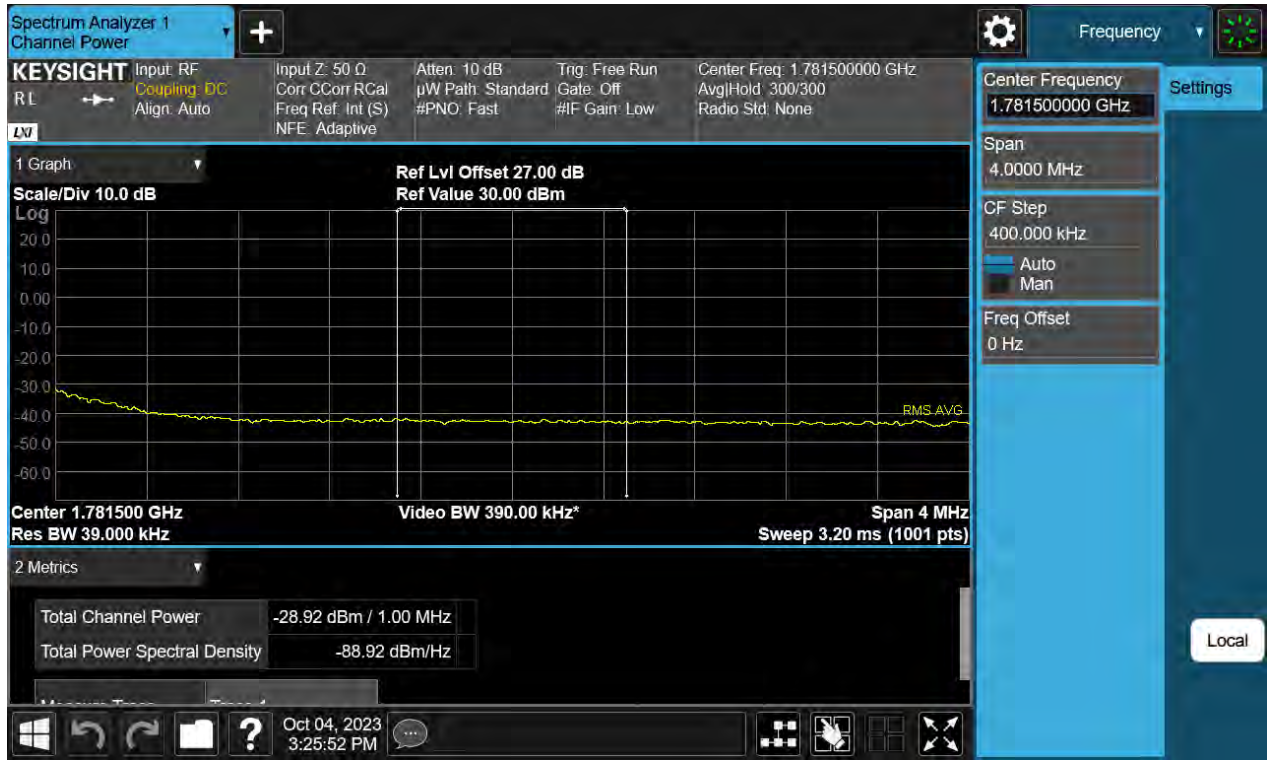 Spectrum Analyzer 1
Channel Power
Frequency
KEYSIGHT
RL
LXI
Input: RF
Coupling: DC
Align: Auto
Input Z: 50 Ω
Corr CCorr RCal
Freq Ref: Int (S)
NFE: Adaptive
Atten: 10 dB
µW Path: Standard
#PNO: Fast
Trig: Free Run
Gate: Off
#IF Gain: Low
Center Freq: 1.781500000 GHz
Avg|Hold: 300/300
Radio Std: None
1 Graph
Scale/Div 10.0 dB
Ref Lvl Offset 27.00 dB
Ref Value 30.00 dBm
Log
20.0
10.0
0.00
-10.0
-20.0
-30.0
-40.0
-50.0
-60.0
RMS AVG
Center 1.781500 GHz
Video BW 390.00 kHz*
Span 4 MHz
Res BW 39.000 kHz
Sweep 3.20 ms (1001 pts)
2 Metrics
Total Channel Power -28.92 dBm / 1.00 MHz
Total Power Spectral Density -88.92 dBm/Hz
Oct 04, 2023
3:25:52 PM
Center Frequency
1.781500000 GHz
Settings
Span
4.0000 MHz
CF Step
400.000 kHz
Auto
Man
Freq Offset
0 Hz
Local